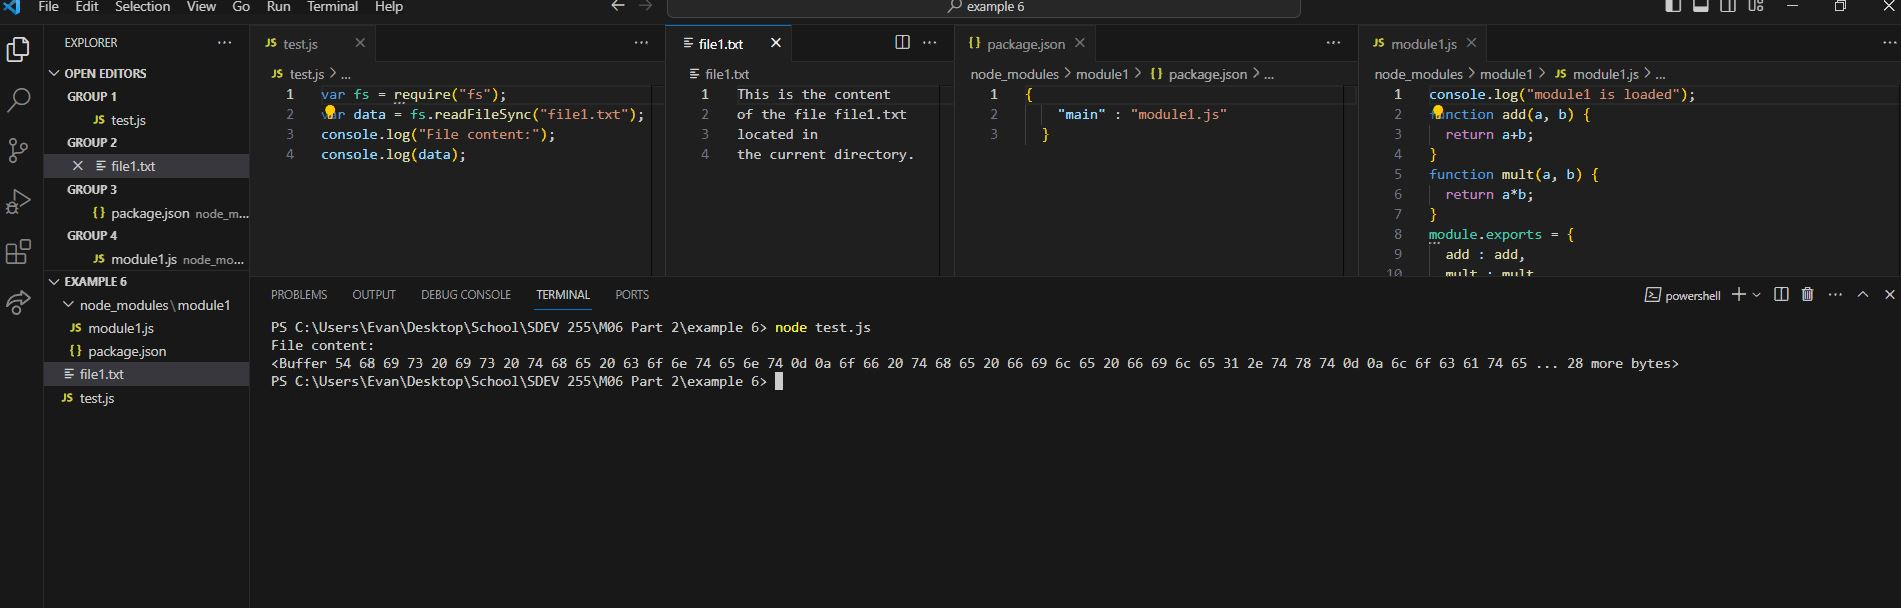 File Edit Selection View Go Run Terminal Help
example 6
EXPLORER
OPEN EDITORS
GROUP 1
JS test.js
GROUP 2
file1.txt
GROUP 3
{} package.json node_m...
GROUP 4
JS module1.js node_mo...
EXAMPLE 6
node_modules\module1
JS module1.js
{} package.json
file1.txt
JS test.js
JS test.js
JS test.js > ...
1 var fs = require("fs");
2 var data = fs.readFileSync("file1.txt");
3 console.log("File content:");
4 console.log(data);
file1.txt
file1.txt
1 This is the content
2 of the file file1.txt
3 located in
4 the current directory.
{} package.json
node_modules > module1 > {} package.json > ...
1 {
2 "main" : "module1.js"
3 }
JS module1.js
node_modules > module1 > JS module1.js > ...
1 console.log("module1 is loaded");
2 function add(a, b) {
3 return a+b;
4 }
5 function mult(a, b) {
6 return a*b;
7 }
8 module.exports = {
9 add : add,
10 mult : mult
PROBLEMS OUTPUT DEBUG CONSOLE TERMINAL PORTS
powershell
PS C:\Users\Evan\Desktop\School\SDEV 255\M06 Part 2\example 6> node test.js
File content:
<Buffer 54 68 69 73 20 69 73 20 74 68 65 20 63 6f 6e 74 65 6e 74 0d 0a 6f 66 20 74 68 65 20 66 69 6c 65 20 66 69 6c 65 31 2e 74 78 74 0d 0a 6c 6f 63 61 74 65 ... 28 more bytes>
PS C:\Users\Evan\Desktop\School\SDEV 255\M06 Part 2\example 6>